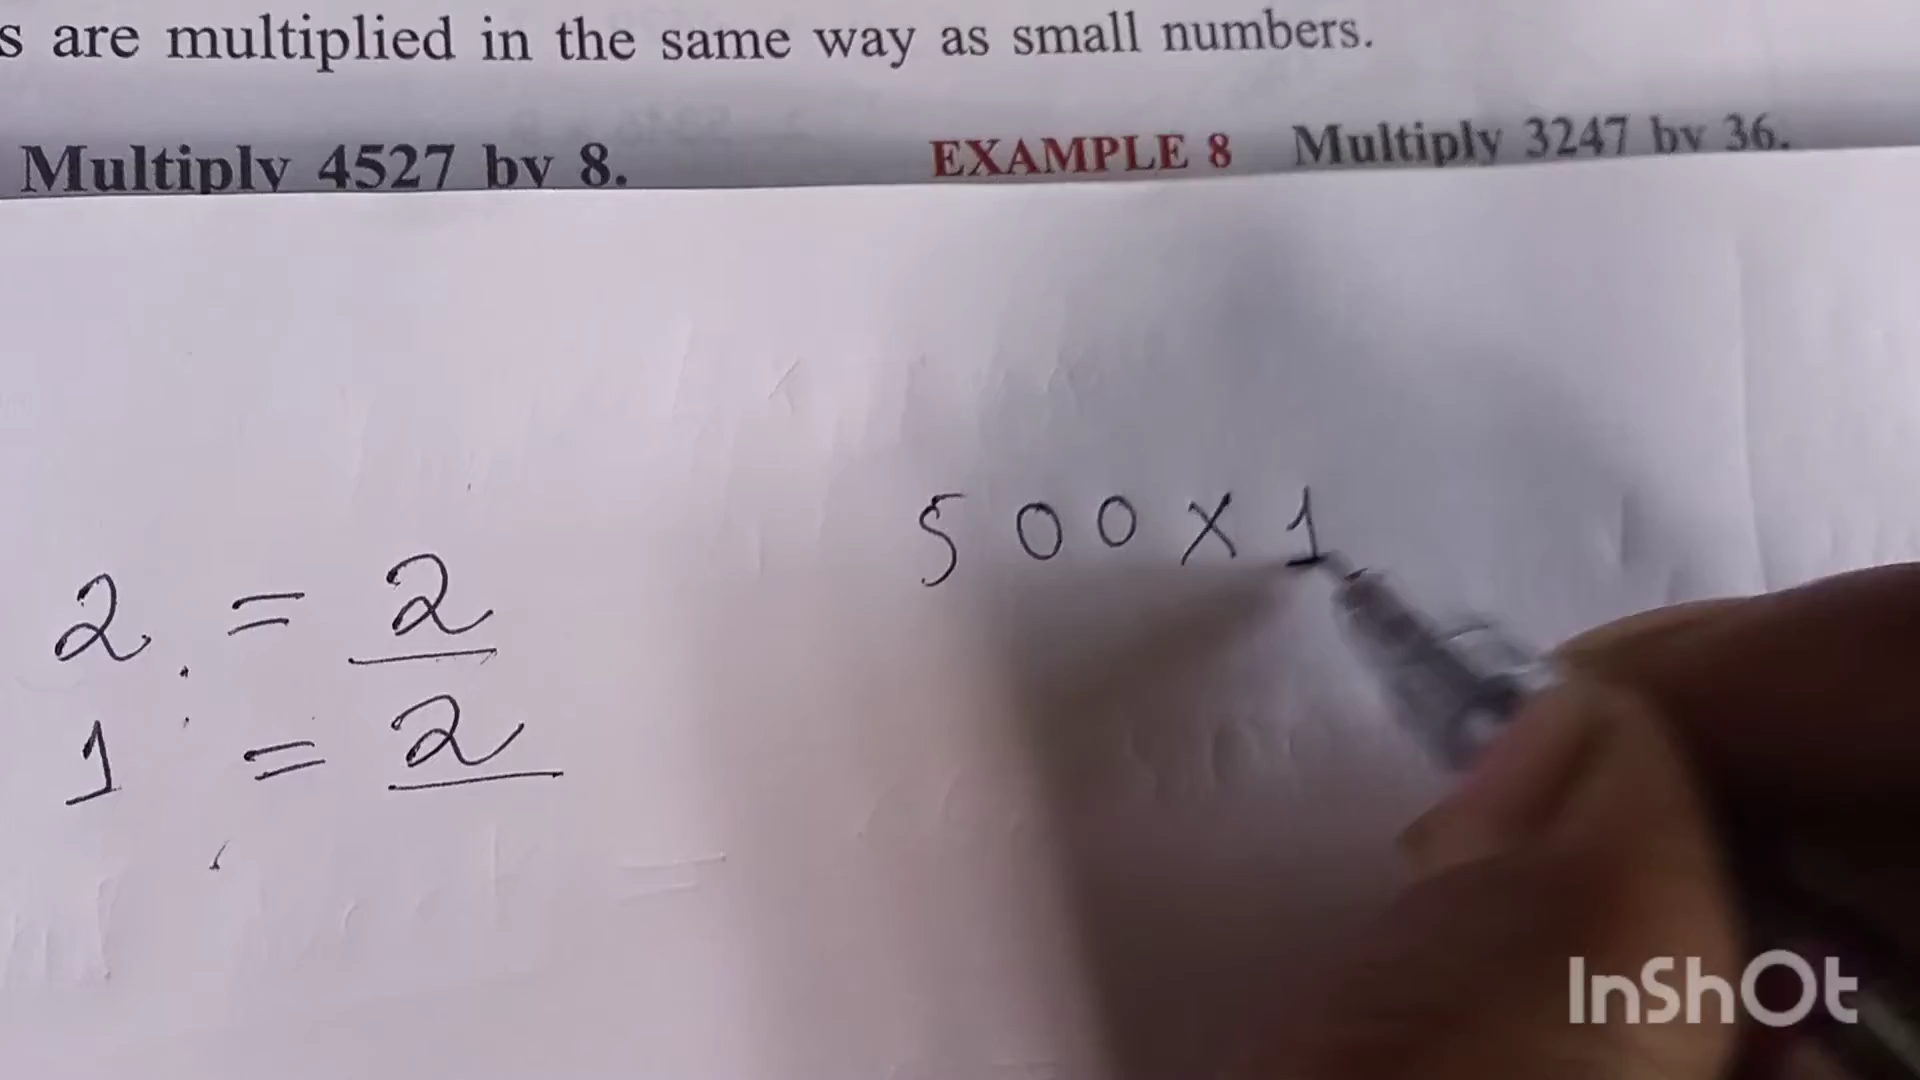 s are multiplied in the same way as small numbers.
Multiply 4527 by 8.
EXAMPLE 8 Multiply 3247 by 36.
500 × 1
2 = 2
1 = 2
InShOt